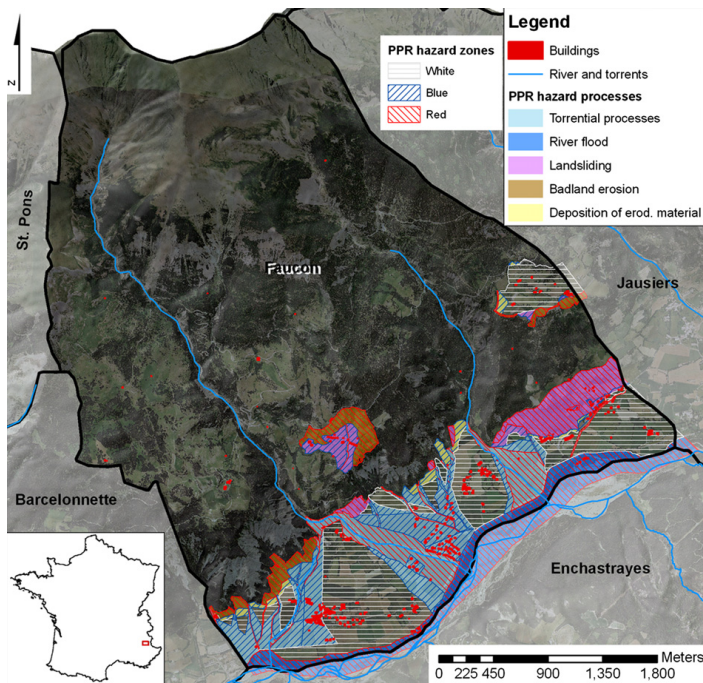 Legend
Buildings
River and torrents
PPR hazard processes
Torrential processes
River flood
Landsliding
Badland erosion
Deposition of erod. material
PPR hazard zones
White
Blue
Red
N
St. Pons
Faucon
Jausiers
Barcelonnette
Enchastrayes
Meters
0 225 450 900 1,350 1,800